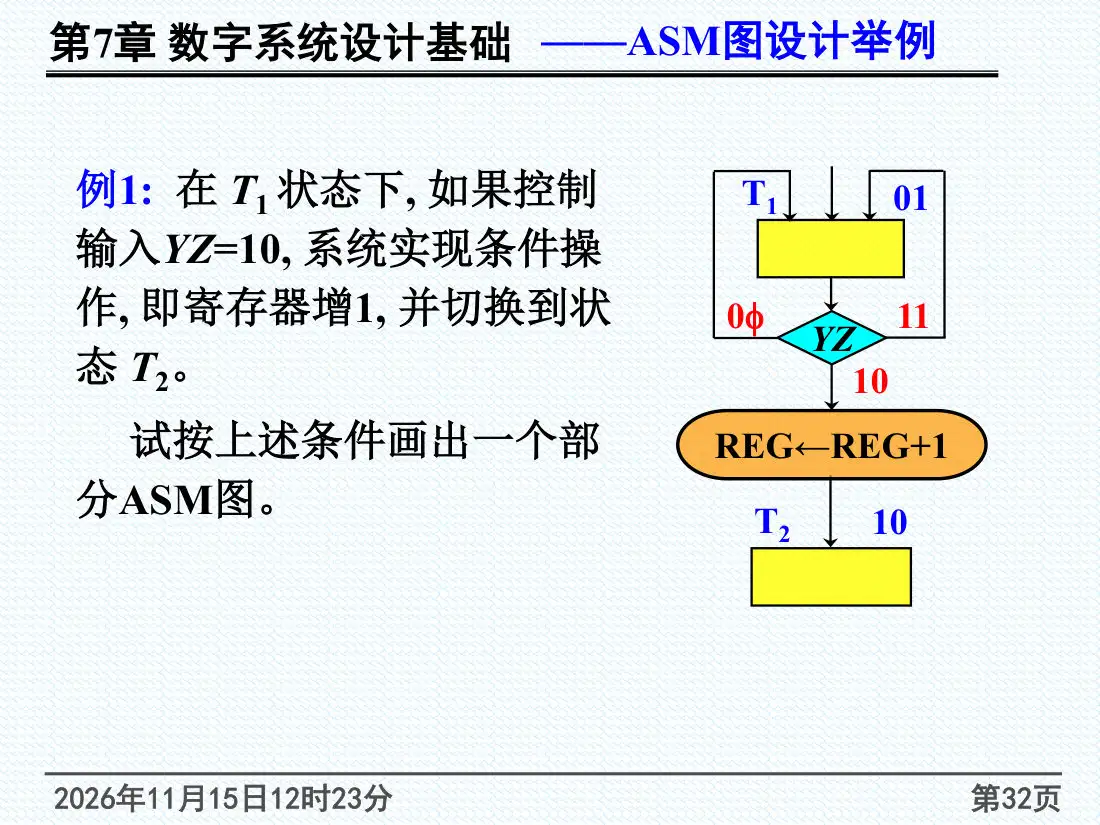 第7章 数字系统设计基础 ——ASM图设计举例
例1: 在 T1 状态下, 如果控制
输入YZ=10, 系统实现条件操
作, 即寄存器增1, 并切换到状
态 T2。
试按上述条件画出一个部
分ASM图。
T1 01
0ϕ YZ 11
10
REG←REG+1
T2 10
2026年11月15日12时23分 第32页